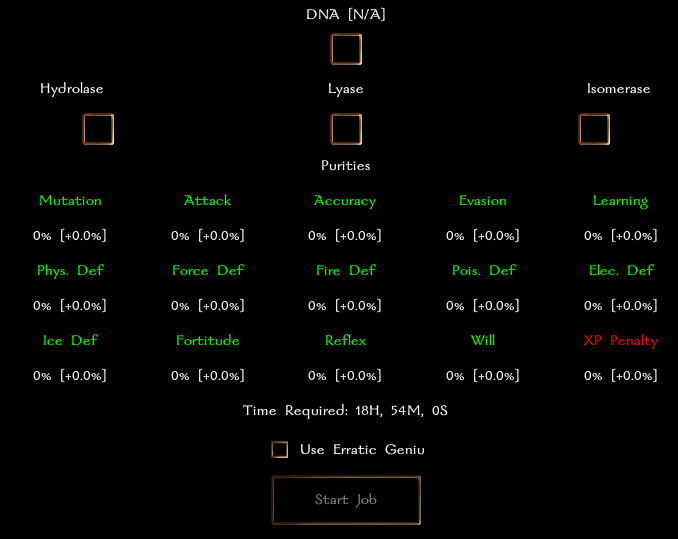 DNA [N/A]
Hydrolase Lyase Isomerase
Purities
Mutation Attack Accuracy Evasion Learning
0% [+0.0%] 0% [+0.0%] 0% [+0.0%] 0% [+0.0%] 0% [+0.0%]
Phys. Def Force Def Fire Def Pois. Def Elec. Def
0% [+0.0%] 0% [+0.0%] 0% [+0.0%] 0% [+0.0%] 0% [+0.0%]
Ice Def Fortitude Reflex Will XP Penalty
0% [+0.0%] 0% [+0.0%] 0% [+0.0%] 0% [+0.0%] 0% [+0.0%]
Time Required: 18H, 54M, 0S
Use Erratic Geniu
Start Job